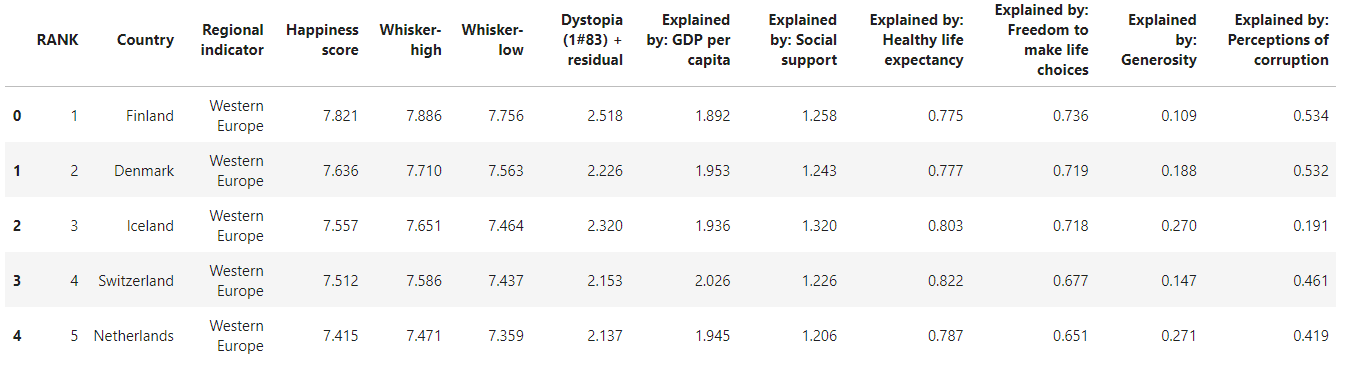 RANK Country Regional indicator Happiness score Whisker-high Whisker-low Dystopia (1#83) + residual Explained by: GDP per capita Explained by: Social support Explained by: Healthy life expectancy Explained by: Freedom to make life choices Explained by: Generosity Explained by: Perceptions of corruption
0 1 Finland Western Europe 7.821 7.886 7.756 2.518 1.892 1.258 0.775 0.736 0.109 0.534
1 2 Denmark Western Europe 7.636 7.710 7.563 2.226 1.953 1.243 0.777 0.719 0.188 0.532
2 3 Iceland Western Europe 7.557 7.651 7.464 2.320 1.936 1.320 0.803 0.718 0.270 0.191
3 4 Switzerland Western Europe 7.512 7.586 7.437 2.153 2.026 1.226 0.822 0.677 0.147 0.461
4 5 Netherlands Western Europe 7.415 7.471 7.359 2.137 1.945 1.206 0.787 0.651 0.271 0.419